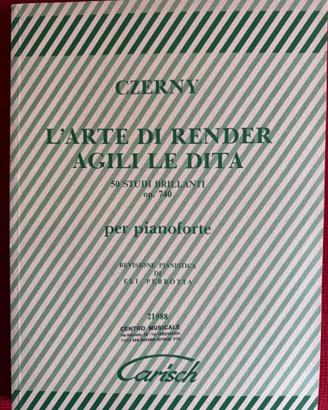 CZERNY
L'ARTE DI RENDER
AGILI LE DITA
50 STUDI BRILLANTI
op. 740
per pianoforte
REVISIONE PIANISTICA
DI
ELI PERROTTA
21988
CENTRO MUSICALE
Carisch